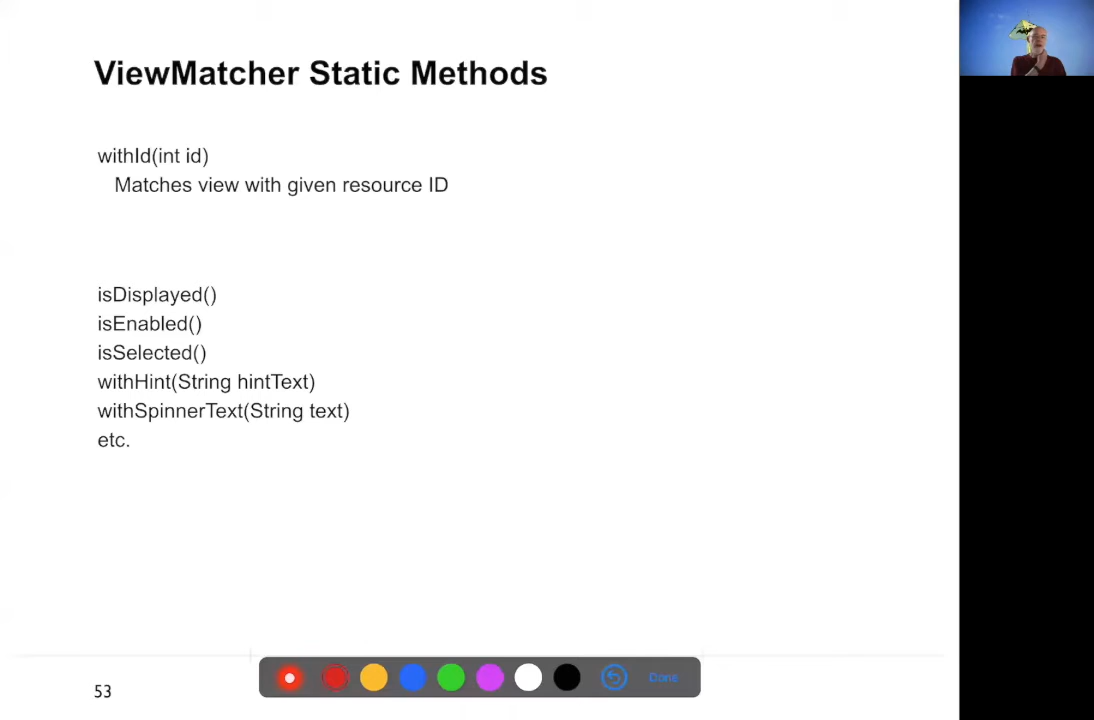 ViewMatcher Static Methods
withId(int id)
Matches view with given resource ID
isDisplayed()
isEnabled()
isSelected()
withHint(String hintText)
withSpinnerText(String text)
etc.
Done
53